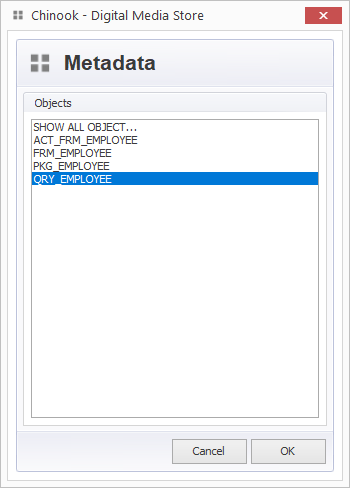 Chinook - Digital Media Store
Metadata
Objects
SHOW ALL OBJECT...
ACT_FRM_EMPLOYEE
FRM_EMPLOYEE
PKG_EMPLOYEE
QRY_EMPLOYEE
Cancel
OK